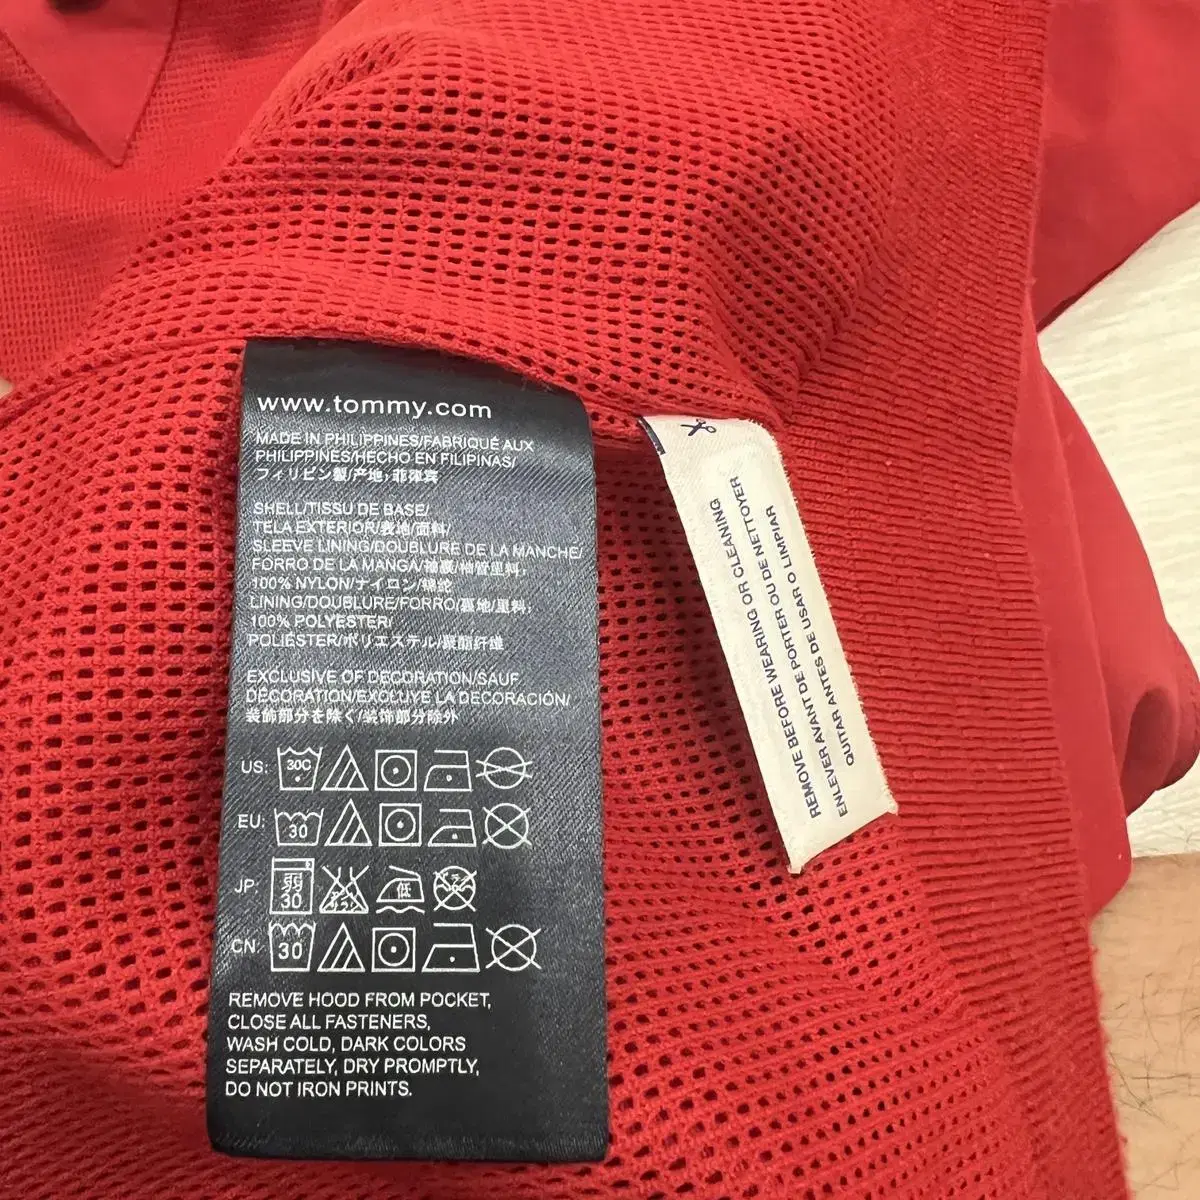 www.tommy.com
MADE IN PHILIPPINES/FABRIQUÉ AUX
PHILIPPINES/HECHO EN FILIPINAS/
フィリピン製/产地：菲律宾
SHELL/TISSU DE BASE/
TELA EXTERIOR/表地/面料/
SLEEVE LINING/DOUBLURE DE LA MANCHE/
FORRO DE LA MANGA/袖裏/袖管里料:
100% NYLON/ナイロン/锦纶
LINING/DOUBLURE/FORRO/裏地/里料:
100% POLYESTER/
POLIÉSTER/ポリエステル/聚酯纤维
EXCLUSIVE OF DECORATION/SAUF
DÉCORATION/EXCLUYE LA DECORACIÓN/
装飾部分を除く/装饰部分除外
US: 30C
EU: 30
JP: 弱 30 低
CN: 30
REMOVE HOOD FROM POCKET,
CLOSE ALL FASTENERS,
WASH COLD, DARK COLORS
SEPARATELY, DRY PROMPTLY,
DO NOT IRON PRINTS.
REMOVE BEFORE WEARING OR CLEANING
ENLEVER AVANT DE PORTER OU DE NETTOYER
QUITAR ANTES DE USAR O LIMPIAR